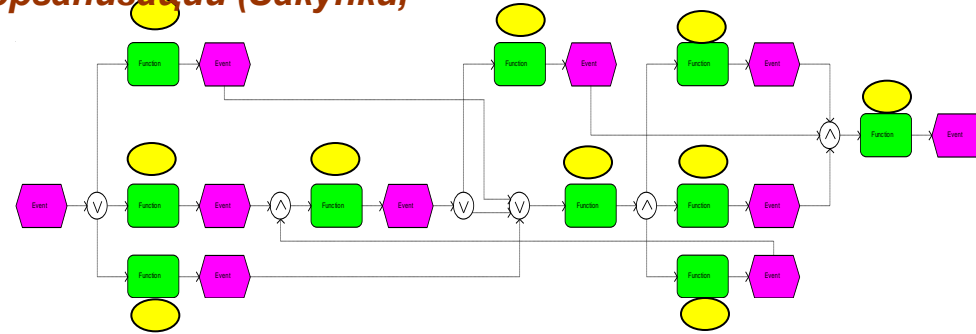 (Закупки,
Function Event Function Event Function Event
Function Event
Event Function Event Function Event Function Function Event
Function Event Function Event